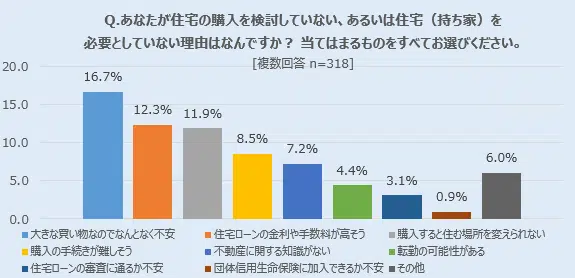 Q.あなたが住宅の購入を検討していない、あるいは住宅（持ち家）を
必要としていない理由はなんですか？ 当てはまるものをすべてお選びください。
[複数回答 n=318]
20.0
15.0
10.0
5.0
0.0
16.7%
12.3%
11.9%
8.5%
7.2%
4.4%
3.1%
0.9%
6.0%
大きな買い物なのでなんとなく不安
住宅ローンの金利や手数料が高そう
購入すると住む場所を変えられない
購入の手続きが難しそう
不動産に関する知識がない
転勤の可能性がある
住宅ローンの審査に通るか不安
団体信用生命保険に加入できるか不安
その他